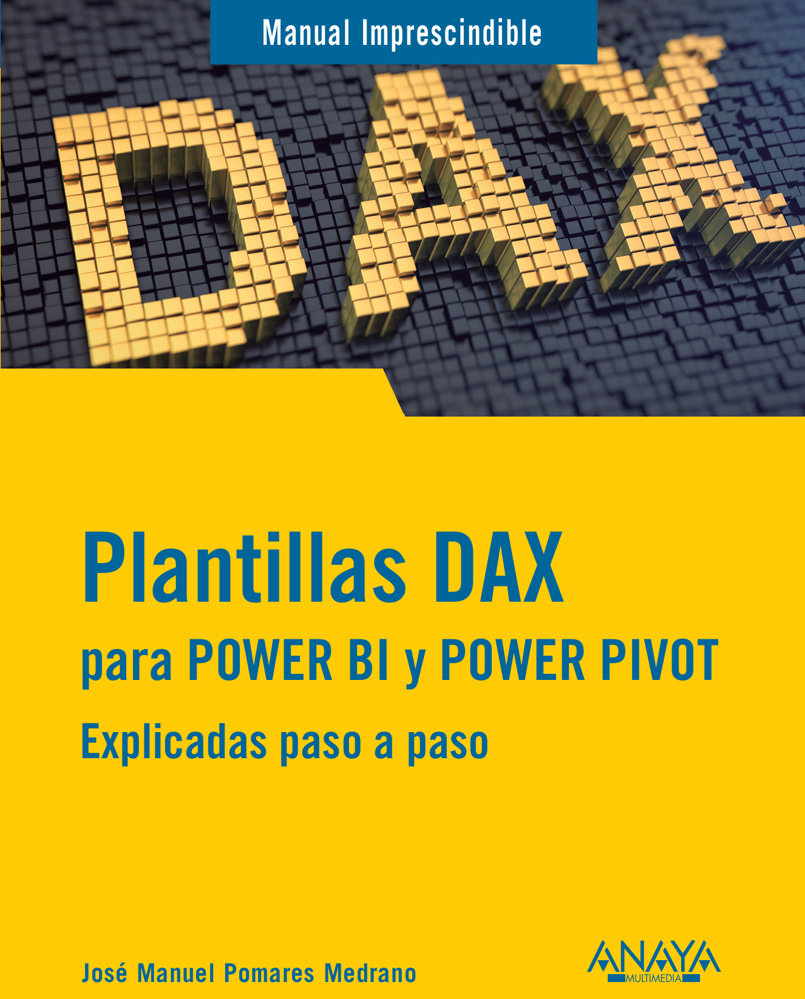 Manual Imprescindible
DAX
Plantillas DAX
para POWER BI y POWER PIVOT
Explicadas paso a paso
José Manuel Pomares Medrano
ANAYA
MULTIMEDIA